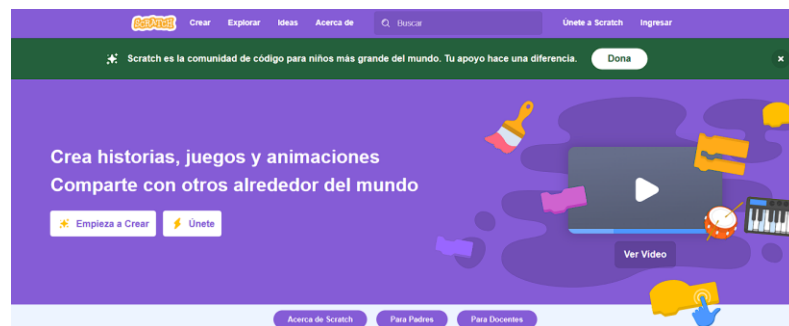 SCRATCH Crear Explorar Ideas Acerca de Buscar Únete a Scratch Ingresar
Scratch es la comunidad de código para niños más grande del mundo. Tu apoyo hace una diferencia. Dona
Crea historias, juegos y animaciones
Comparte con otros alrededor del mundo
Empieza a Crear Únete
Ver Video
Acerca de Scratch Para Padres Para Docentes